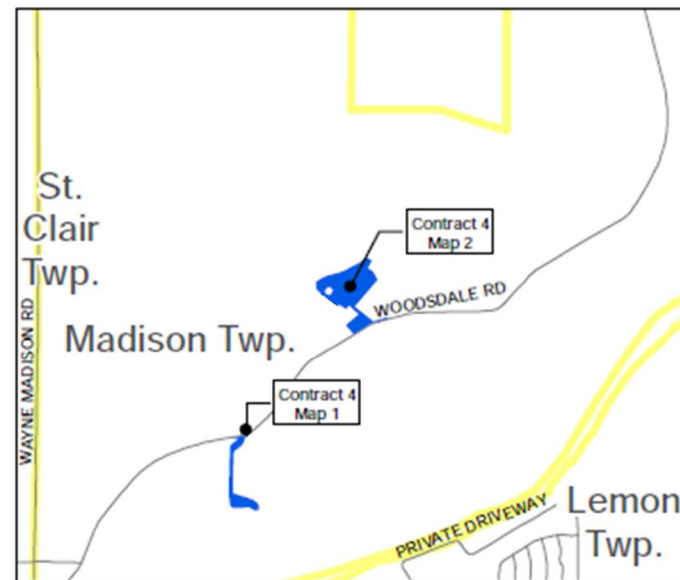 St.
Clair
Twp.
Contract 4
Map 2
WOODSDALE RD
WAYNE MADISON RD
Madison Twp.
Contract 4
Map 1
PRIVATE DRIVEWAY
Lemon
Twp.